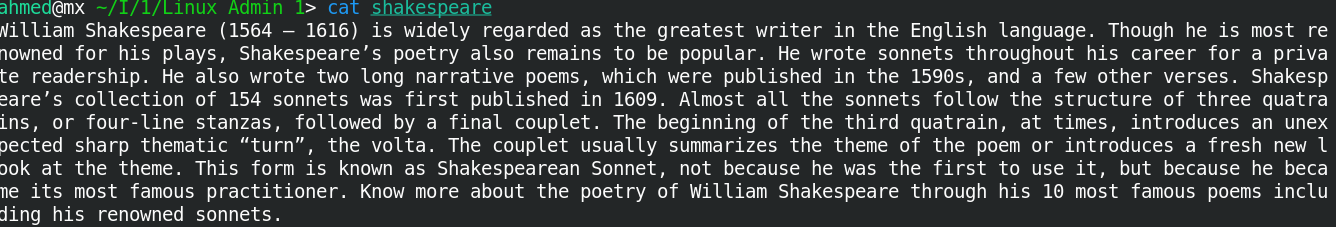 ahmed@mx ~/I/1/Linux Admin 1> cat shakespeare
William Shakespeare (1564 – 1616) is widely regarded as the greatest writer in the English language. Though he is most re
nowned for his plays, Shakespeare’s poetry also remains to be popular. He wrote sonnets throughout his career for a priva
te readership. He also wrote two long narrative poems, which were published in the 1590s, and a few other verses. Shakesp
eare’s collection of 154 sonnets was first published in 1609. Almost all the sonnets follow the structure of three quatra
ins, or four-line stanzas, followed by a final couplet. The beginning of the third quatrain, at times, introduces an unex
pected sharp thematic “turn”, the volta. The couplet usually summarizes the theme of the poem or introduces a fresh new l
ook at the theme. This form is known as Shakespearean Sonnet, not because he was the first to use it, but because he beca
me its most famous practitioner. Know more about the poetry of William Shakespeare through his 10 most famous poems inclu
ding his renowned sonnets.